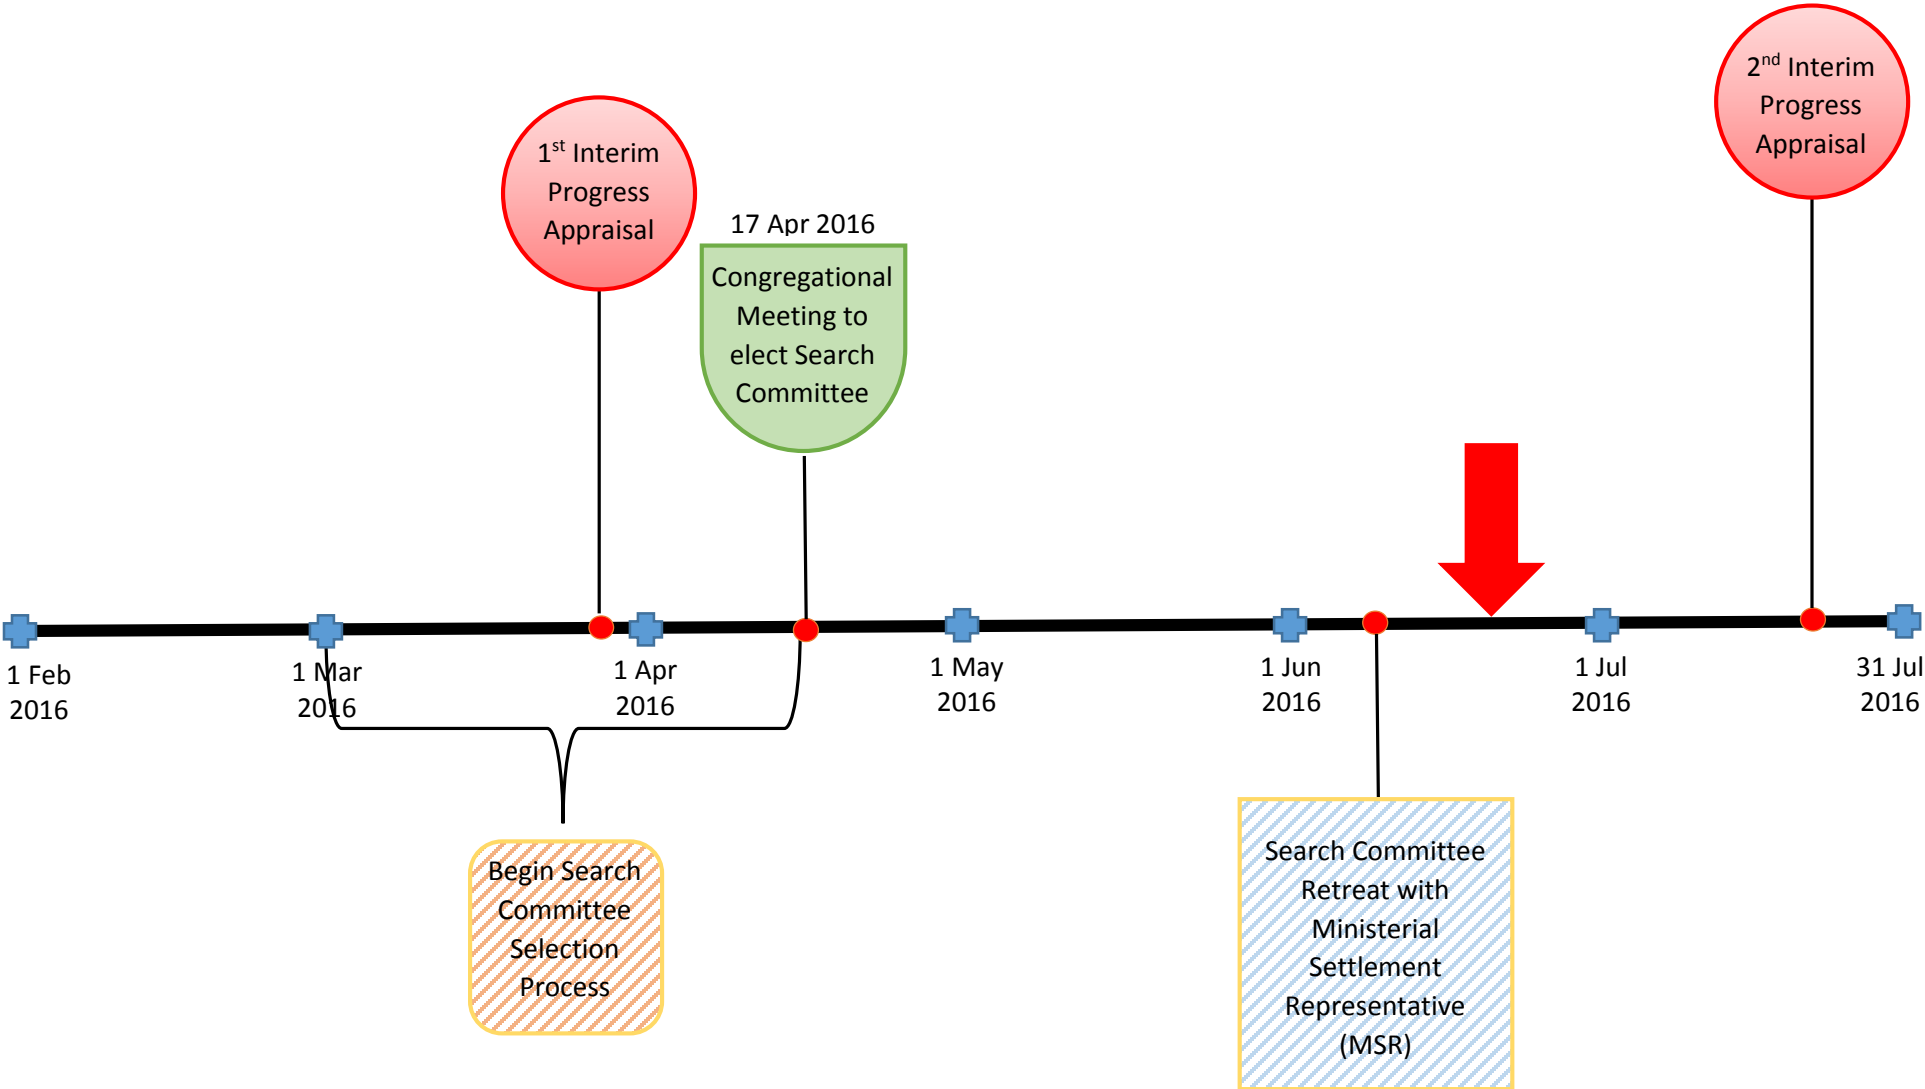 2nd Interim
Progress
Appraisal
1st Interim
Progress
Appraisal
17 Apr 2016
Congregational
Meeting to
elect Search
Committee
1 Feb
2016
1 Mar
2016
1 Apr
2016
1 May
2016
1 Jun
2016
1 Jul
2016
31 Jul
2016
Begin Search
Committee
Selection
Process
Search Committee
Retreat with
Ministerial
Settlement
Representative
(MSR)